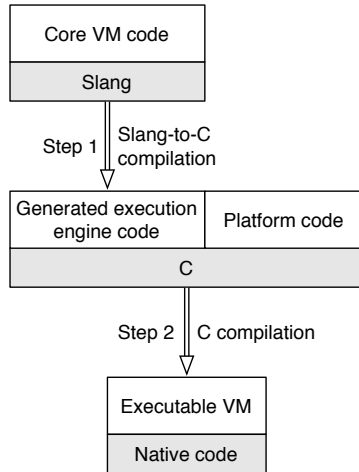 Core VM code
Slang
Step 1
Slang-to-C
compilation
Generated execution
engine code
Platform code
C
Step 2
C compilation
Executable VM
Native code